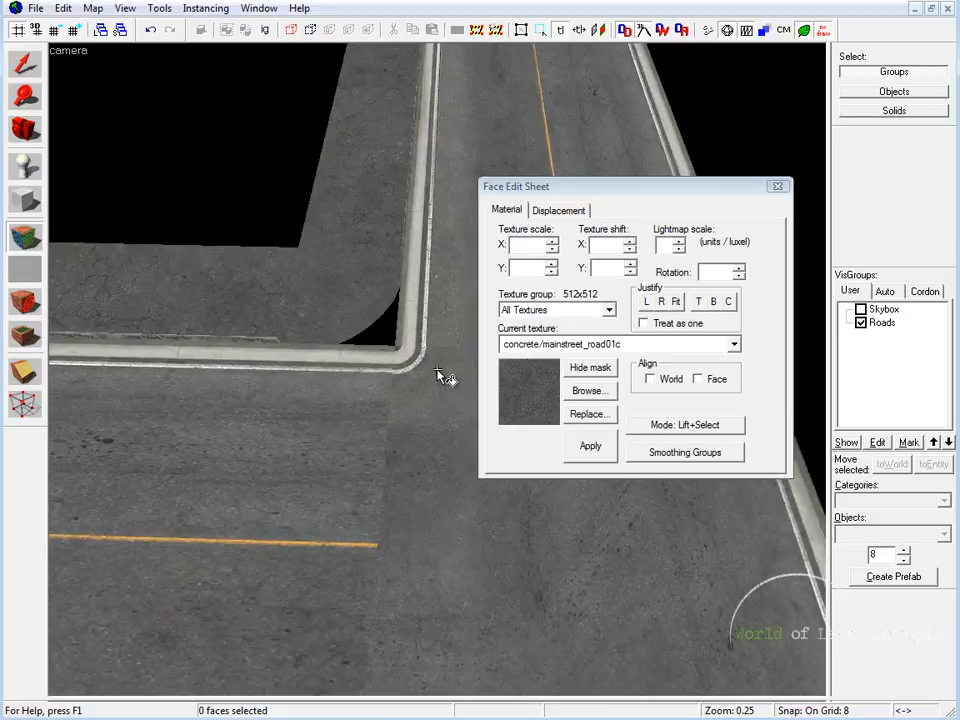 File Edit Map View Tools Instancing Window Help
camera
Face Edit Sheet
Material Displacement
Texture scale: Texture shift: Lightmap scale:
X: X: (units / luxel)
Y: Y: Rotation:
Texture group: 512x512 Justify
All Textures L R Fit T B C
Treat as one
Current texture:
concrete/mainstreet_road01c
Hide mask Align
World Face
Browse...
Replace... Mode: Lift+Select
Apply Smoothing Groups
Select:
Groups
Objects
Solids
VisGroups:
User Auto Cordon
Skybox
Roads
Show Edit Mark
Move selected: toWorld toEntity
Categories:
Objects:
8
Create Prefab
World of
For Help, press F1 0 faces selected Zoom: 0.25 Snap: On Grid: 8 <->